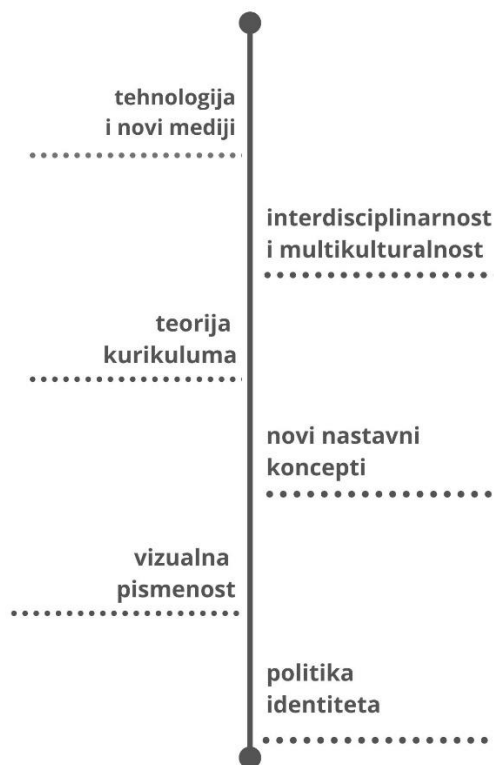 tehnologija
i novi mediji
interdisciplinarnost
i multikulturalnost
teorija
kurikuluma
novi nastavni
koncepti
vizualna
pismenost
politika
identiteta